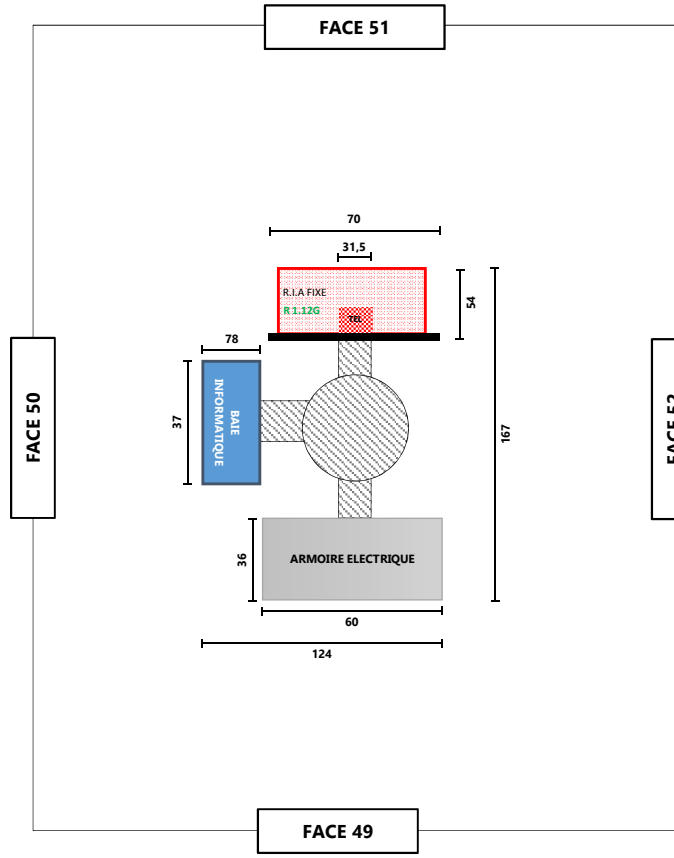 FACE 51
70
31,5
R.I.A FIXE
R 1.12G
TEL
54
78
BAIE
INFORMATIQUE
37
FACE 50
167
36
ARMOIRE ELECTRIQUE
60
124
FACE 49